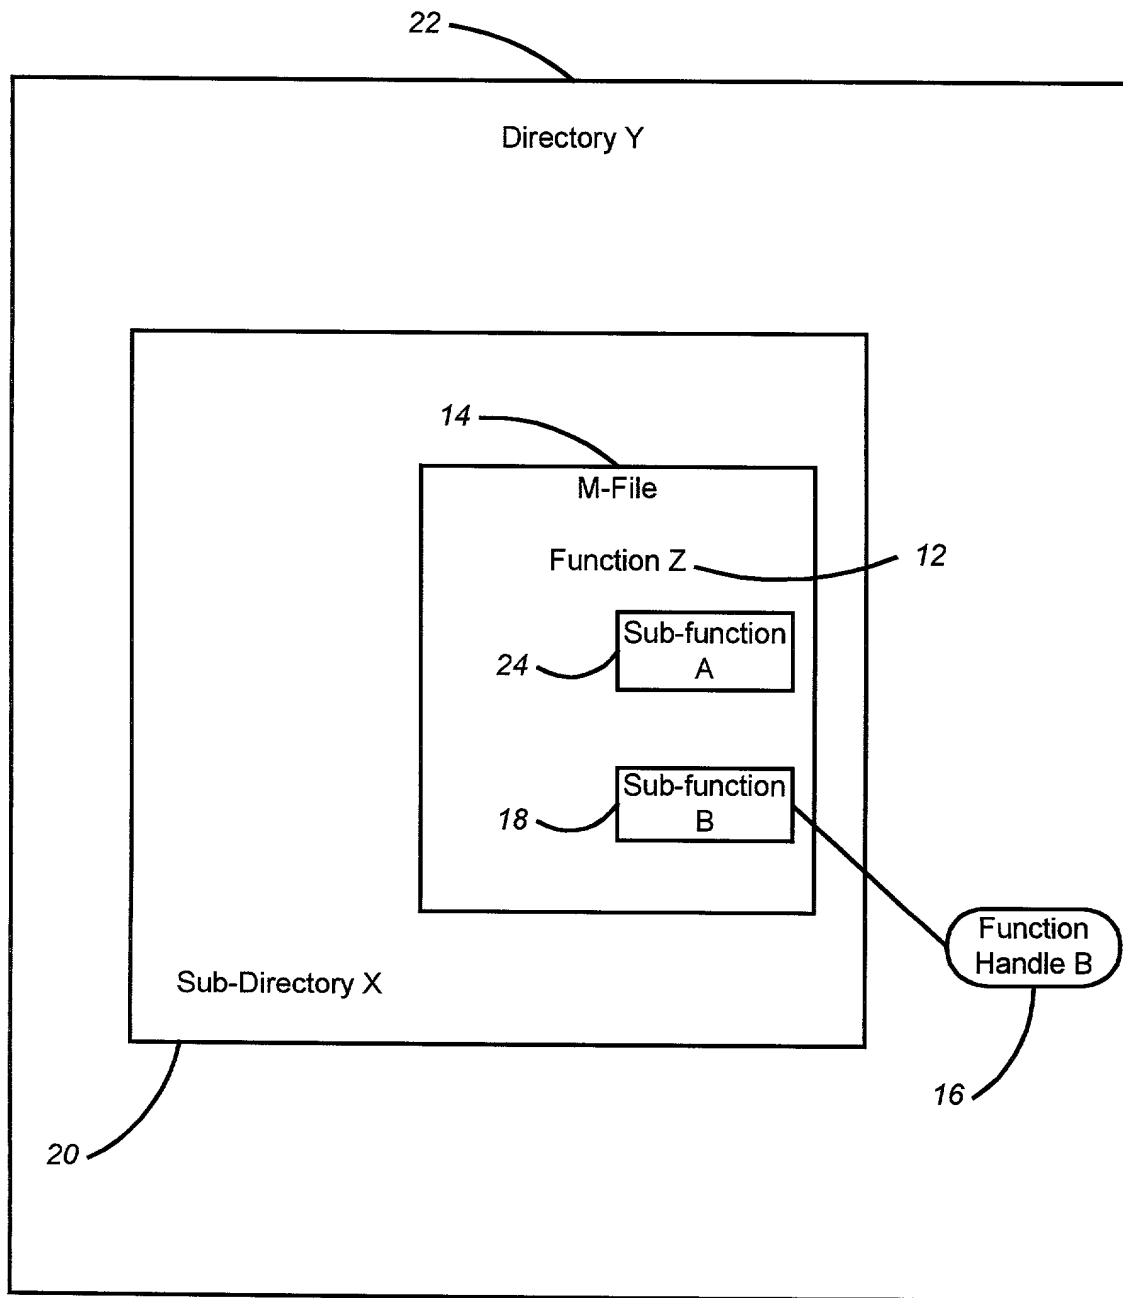 22
Directory Y
14
M-File
Function Z
12
Sub-function
A
24
Sub-function
B
18
Function
Handle B
Sub-Directory X
16
20